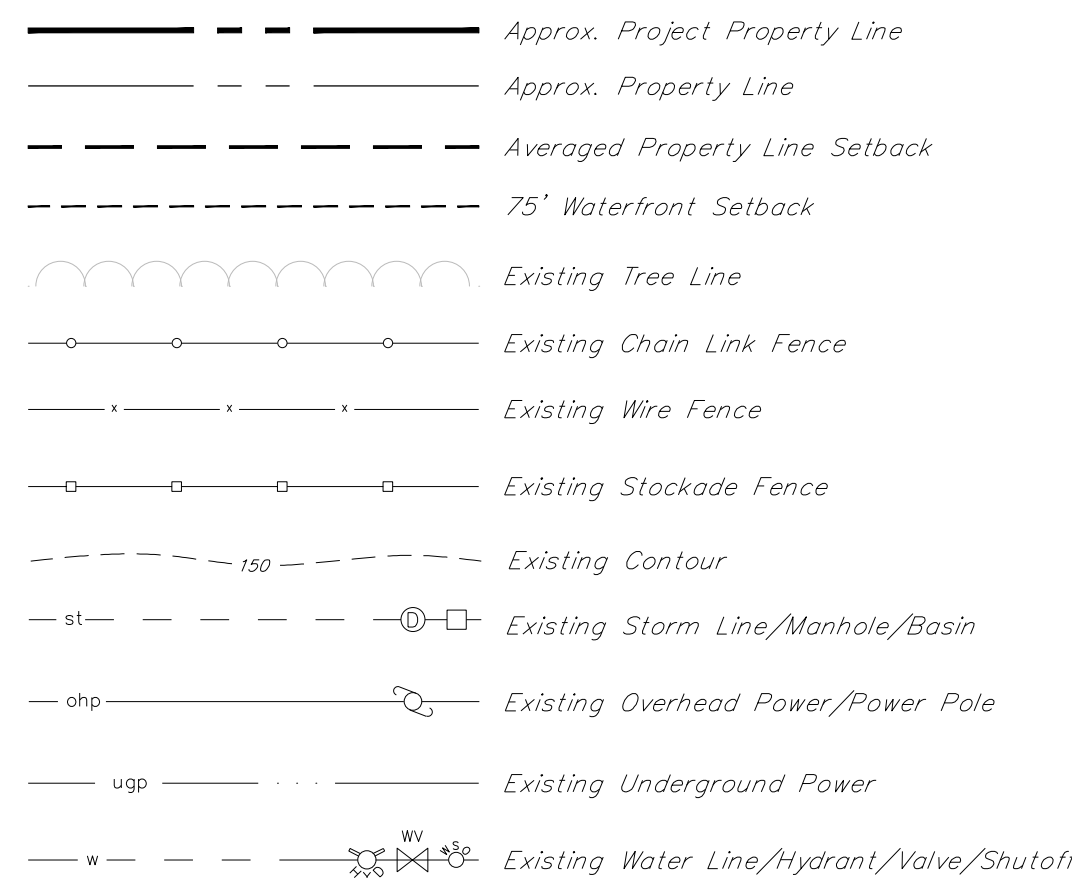 Approx. Project Property Line
Approx. Property Line
Averaged Property Line Setback
75' Waterfront Setback
Existing Tree Line
Existing Chain Link Fence
x x x Existing Wire Fence
Existing Stockade Fence
150 Existing Contour
st D Existing Storm Line/Manhole/Basin
ohp Existing Overhead Power/Power Pole
ugp Existing Underground Power
WV
w HYD WSO Existing Water Line/Hydrant/Valve/Shutoff